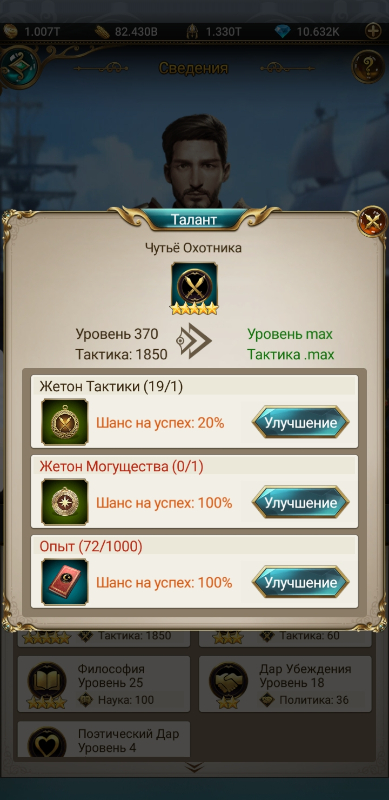 1.007T 82.430B 1.330T 10.632K
Сведения
Талант
Чутьё Охотника
Уровень 370
Уровень max
Тактика: 1850
Тактика .max
Жетон Тактики (19/1)
Шанс на успех: 20%
Улучшение
Жетон Могущества (0/1)
Шанс на успех: 100%
Улучшение
Опыт (72/1000)
Шанс на успех: 100%
Улучшение
Тактика: 1850
Тактика: 60
Философия
Уровень 25
Наука: 100
Дар Убеждения
Уровень 18
Политика: 36
Поэтический Дар
Уровень 4